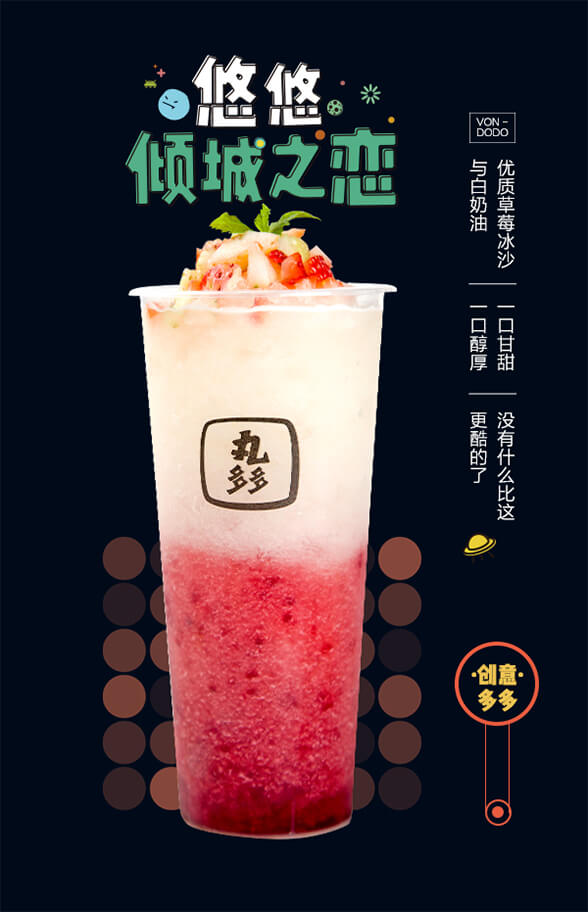 悠悠
倾城之恋
VON-
DODO
优质草莓冰沙
与白奶油
一口甘甜
一口醇厚
没有什么比这
更酷的了
丸
多多
·创意·
多多